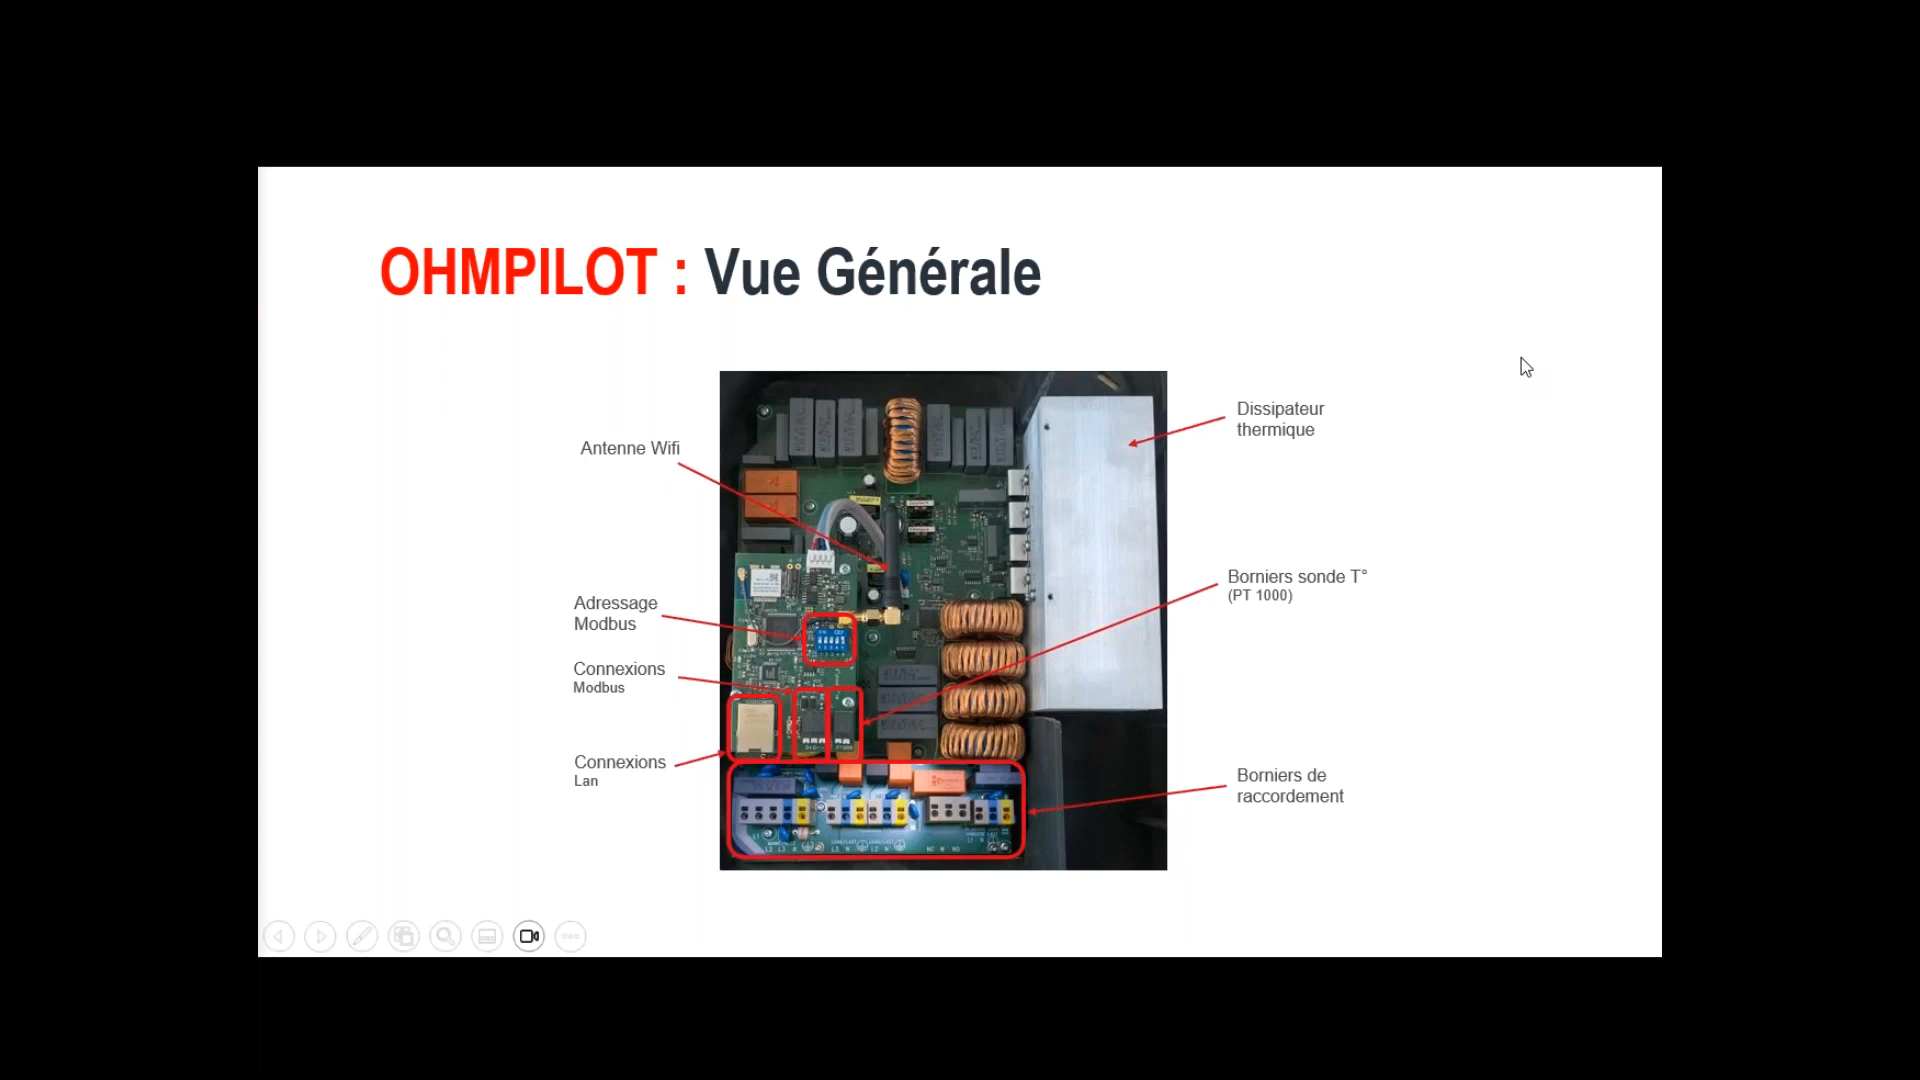 OHMPILOT : Vue Générale
Dissipateur
thermique
Antenne Wifi
Borniers sonde T°
(PT 1000)
Adressage
Modbus
Connexions
Modbus
Connexions
Lan
Borniers de
raccordement